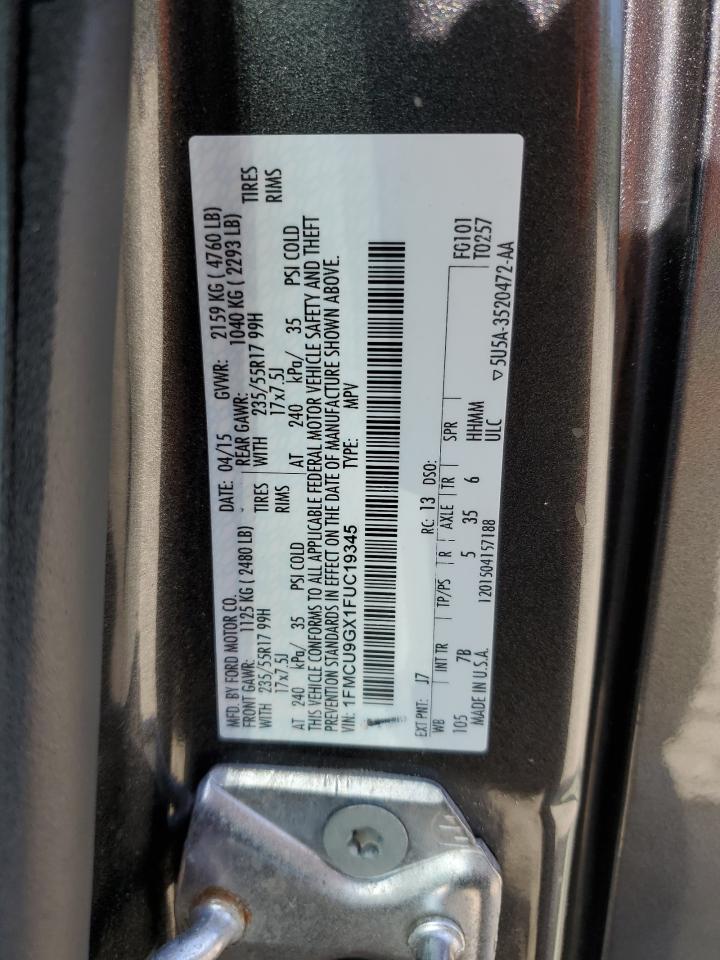 MFD. BY FORD MOTOR CO. DATE: 04/15 GVWR: 2159 KG ( 4760 LB)
FRONT GAWR: 1125 KG ( 2480 LB) REAR GAWR: 1040 KG ( 2293 LB)
WITH 235/55R17 99H TIRES WITH 235/55R17 99H TIRES
17x7.5J RIMS 17x7.5J RIMS
AT 240 kPa/ 35 PSI COLD AT 240 kPa/ 35 PSI COLD
THIS VEHICLE CONFORMS TO ALL APPLICABLE FEDERAL MOTOR VEHICLE SAFETY AND THEFT
PREVENTION STANDARDS IN EFFECT ON THE DATE OF MANUFACTURE SHOWN ABOVE.
VIN: 1FMCU9GX1FUC19345 TYPE: MPV
EXT PNT: J7 RC: 13 DSO: FG101
WB INT TR TP/PS R AXLE TR SPR T0257
105 7B 5 35 6 HHMM
MADE IN U.S.A. 1201504157188 ULC ▽5U5A-3520472-AA